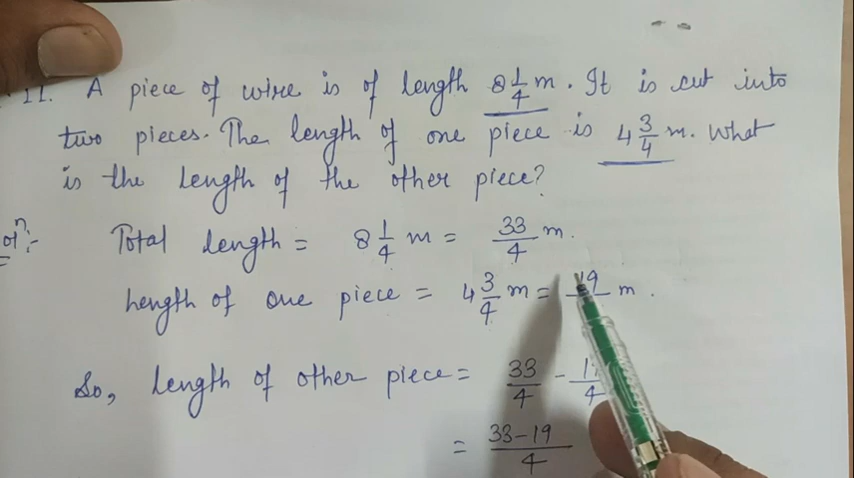 11. A piece of wire is of length 8 1/4 m. It is cut into
two pieces. The length of one piece is 4 3/4 m. What
is the length of the other piece?
Total length = 8 1/4 m = 33/4 m.
Length of one piece = 4 3/4 m = 19/ m.
So, length of other piece = 33/4 - /4
= 33-19/4